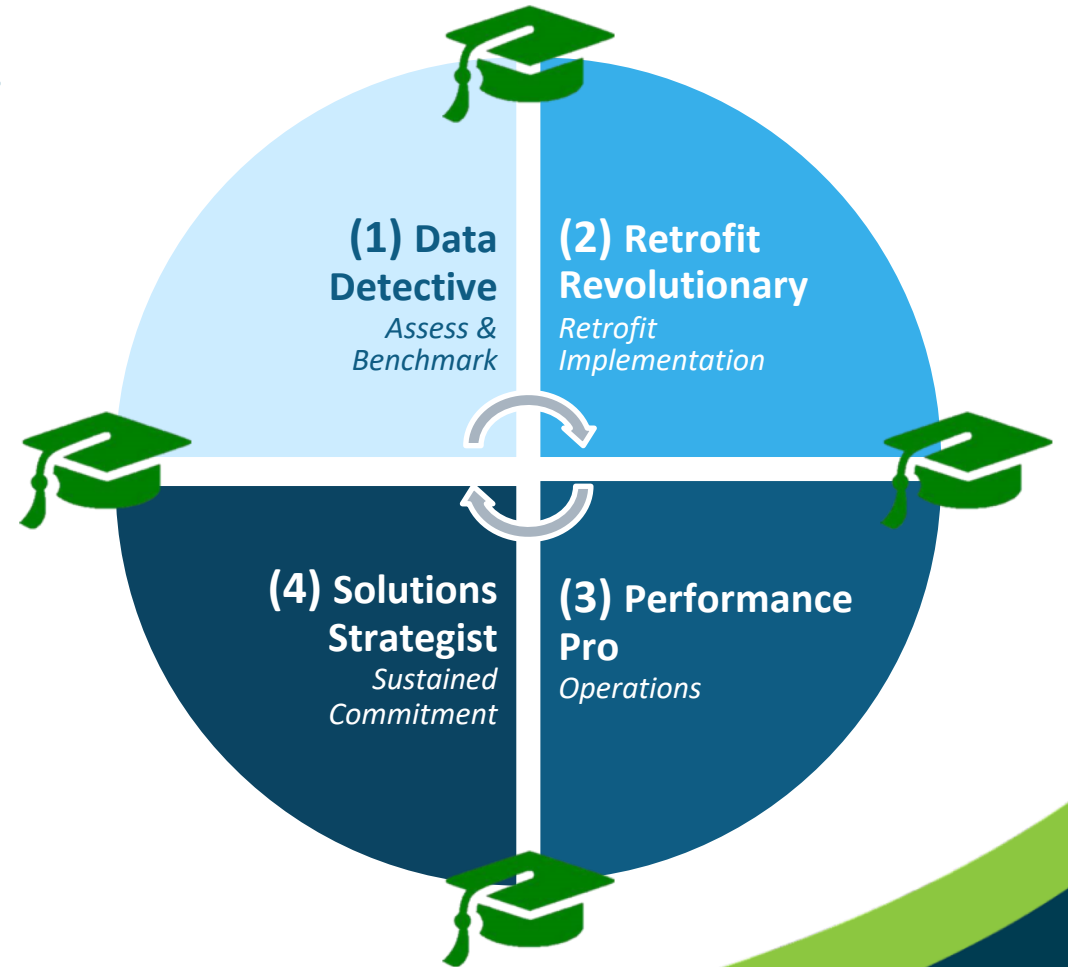 (1) Data
Detective
Assess &
Benchmark
(2) Retrofit
Revolutionary
Retrofit
Implementation
(3) Performance
Pro
Operations
(4) Solutions
Strategist
Sustained
Commitment